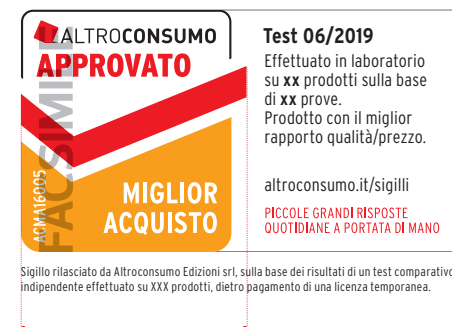 ALTROCONSUMO
APPROVATO
FACSIMILE
ACMA16005
MIGLIOR
ACQUISTO
Test 06/2019
Effettuato in laboratorio
su xx prodotti sulla base
di xx prove.
Prodotto con il miglior
rapporto qualità/prezzo.
altroconsumo.it/sigilli
PICCOLE GRANDI RISPOSTE
QUOTIDIANE A PORTATA DI MANO
Sigillo rilasciato da Altroconsumo Edizioni srl, sulla base dei risultati di un test comparativo
indipendente effettuato su XXX prodotti, dietro pagamento di una licenza temporanea.